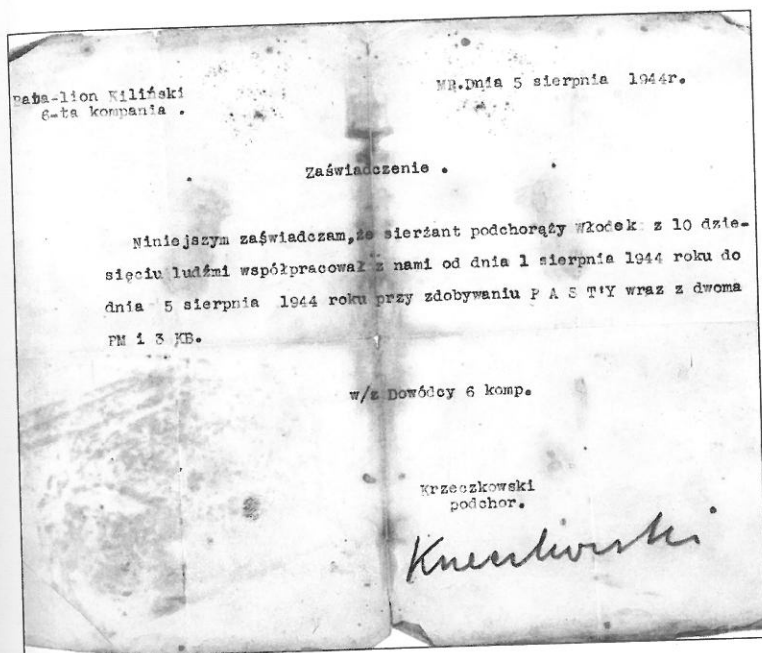 Bata-lion Kiliński
MR.Dnia 5 sierpnia 1944r.
6-ta kompania .
Zaświadczenie .
Niniejszym zaświadczam,że sierżant podchorąży Włodek z 10 dzie-
sięciu ludźmi współpracował z nami od dnia 1 sierpnia 1944 roku do
dnia 5 sierpnia 1944 roku przy zdobywaniu P A S T'Y wraz z dwoma
PM i 3 KB.
w/z Dowódcy 6 komp.
Krzeczkowski
podchor.
Krzeczkowski